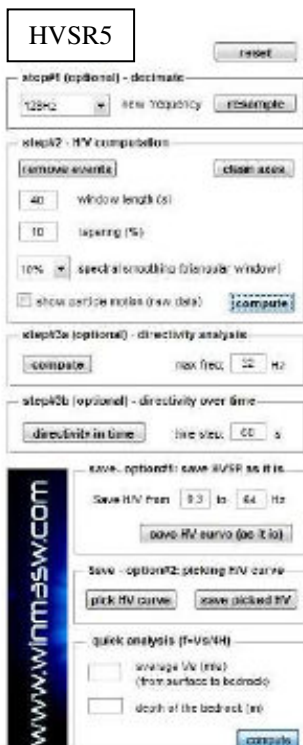 HVSR5
reset
step#1 (optional) - decimate
128Hz new frequency resample
step#2 - H/V computation
remove events clean axes
40 window length (s)
10 tapering (%)
10% spectral smoothing (triangular window)
show particle motion (raw data) compute
step#3a (optional) - directivity analysis
compute max freq: 32 Hz
step#3b (optional) - directivity over time
directivity in time time step: 60 s
save - option#1: save HVSR as it is
Save H/V from 0.3 to 64 Hz
save HV curve (as it is)
Save - option#2: picking H/V curve
pick HV curve save picked HV
quick analysis (f=Vs/4H)
average Vs (m/s)
(from surface to bedrock)
depth of the bedrock (m)
compute
www.winmasw.com